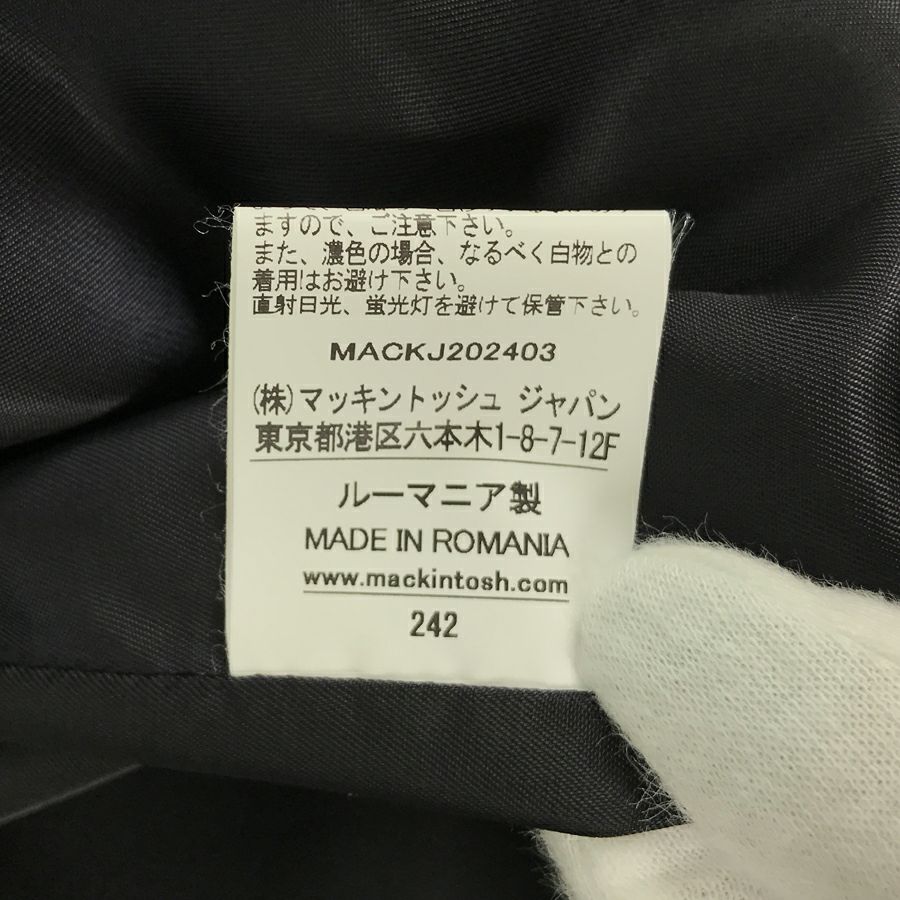 ますので、ご注意下さい。
また、濃色の場合、なるべく白物との
着用はお避け下さい。
直射日光、蛍光灯を避けて保管下さい。
MACKJ202403
(株)マッキントッシュ ジャパン
東京都港区六本木1-8-7-12F
ルーマニア製
MADE IN ROMANIA
www.mackintosh.com
242